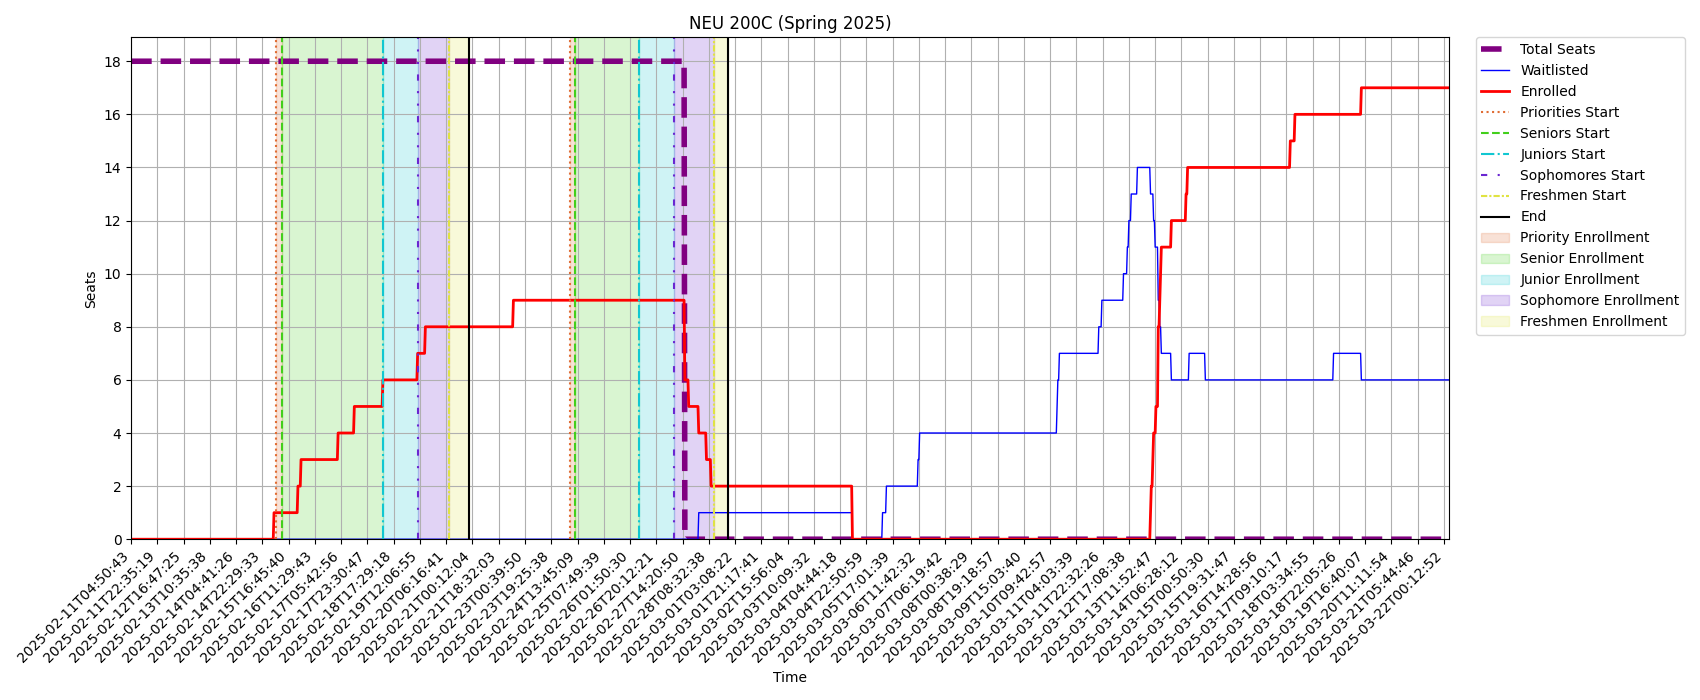 NEU 200C (Spring 2025)
Seats
18
16
14
12
10
8
6
4
2
0
2025-02-11T04:50:43
2025-02-11T22:35:19
2025-02-12T16:47:25
2025-02-13T10:35:38
2025-02-14T04:41:26
2025-02-14T22:29:33
2025-02-15T16:45:40
2025-02-16T11:29:43
2025-02-17T05:42:56
2025-02-17T23:30:47
2025-02-18T17:29:18
2025-02-19T12:06:55
2025-02-20T06:16:41
2025-02-21T00:12:04
2025-02-21T18:32:03
2025-02-23T00:39:50
2025-02-23T19:25:38
2025-02-24T13:45:09
2025-02-25T07:49:39
2025-02-26T01:50:30
2025-02-26T20:12:21
2025-02-27T14:20:50
2025-02-28T08:32:38
2025-03-01T03:08:22
2025-03-01T21:17:41
2025-03-02T15:56:04
2025-03-03T10:09:32
2025-03-04T04:44:18
2025-03-04T22:50:59
2025-03-05T17:01:39
2025-03-06T11:42:32
2025-03-07T06:19:42
2025-03-08T00:38:29
2025-03-08T19:18:57
2025-03-09T15:03:40
2025-03-10T09:42:57
2025-03-11T04:03:39
2025-03-11T22:32:26
2025-03-12T17:08:38
2025-03-13T11:52:47
2025-03-14T06:28:12
2025-03-15T00:50:30
2025-03-15T19:31:47
2025-03-16T14:28:56
2025-03-17T09:10:17
2025-03-18T03:34:55
2025-03-18T22:05:26
2025-03-19T16:40:07
2025-03-20T11:11:54
2025-03-21T05:44:46
2025-03-22T00:12:52
Time
Total Seats
Waitlisted
Enrolled
Priorities Start
Seniors Start
Juniors Start
Sophomores Start
Freshmen Start
End
Priority Enrollment
Senior Enrollment
Junior Enrollment
Sophomore Enrollment
Freshmen Enrollment